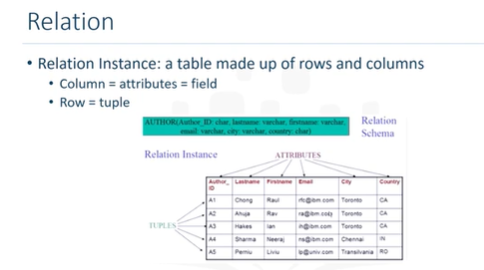 Relation
• Relation Instance: a table made up of rows and columns
• Column = attributes = field
• Row = tuple
AUTHOR(Author_ID: char, lastname: varchar, firstname: varchar,
email: varchar, city: varchar, country: char)
Relation
Schema
Relation Instance
ATTRIBUTES
Author_ID Lastname Firstname Email City Country
A1 Chong Raul rfc@ibm.com Toronto CA
A2 Ahuja Rav Toronto CA
TUPLES
A3 Hakes Ian ih@ibm.com Toronto CA
A4 Sharma Neeraj ns@ibm.com Chennai IN
A5 Perniu Liviu lp@univ.com Transilvania RO